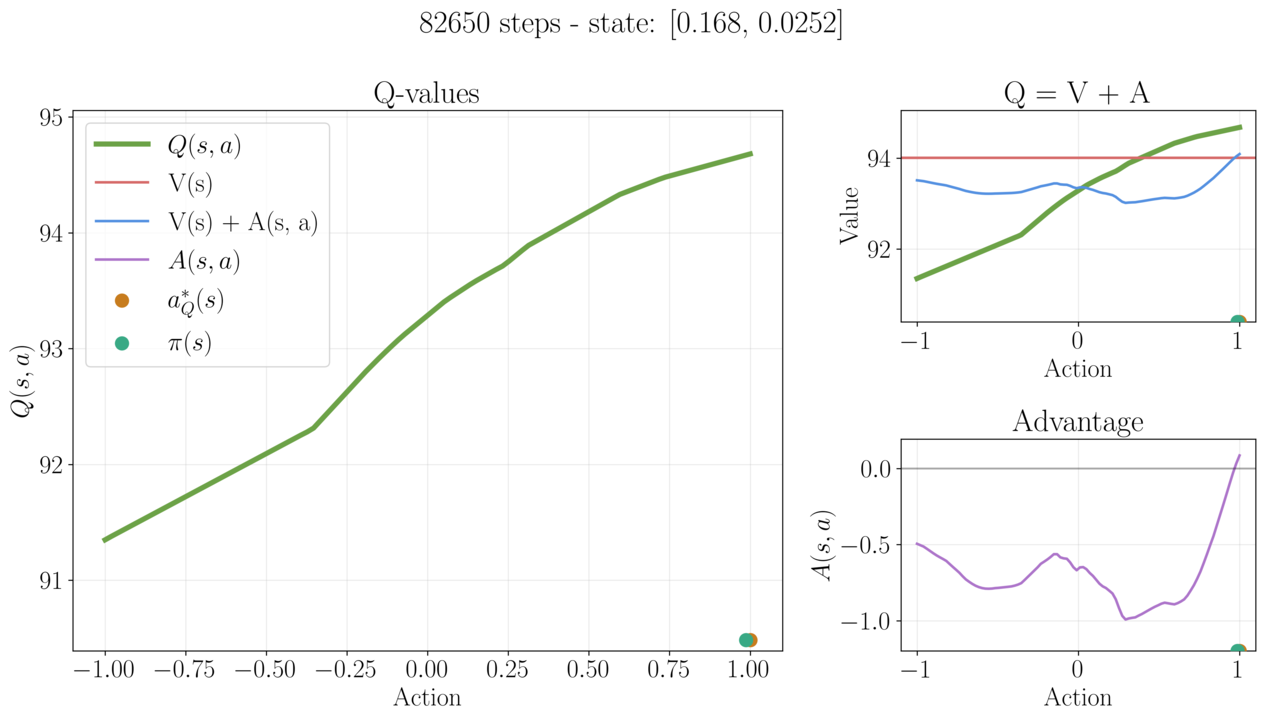 82650 steps - state: [0.168, 0.0252]
Q-values
Q(s, a)
95
94
93
92
91
Q(s, a)
V(s)
V(s) + A(s, a)
A(s, a)
a*_Q(s)
π(s)
−1.00 −0.75 −0.50 −0.25 0.00 0.25 0.50 0.75 1.00
Action
Q = V + A
Value
94
92
−1 0 1
Action
Advantage
A(s, a)
0.0
−0.5
−1.0
−1 0 1
Action